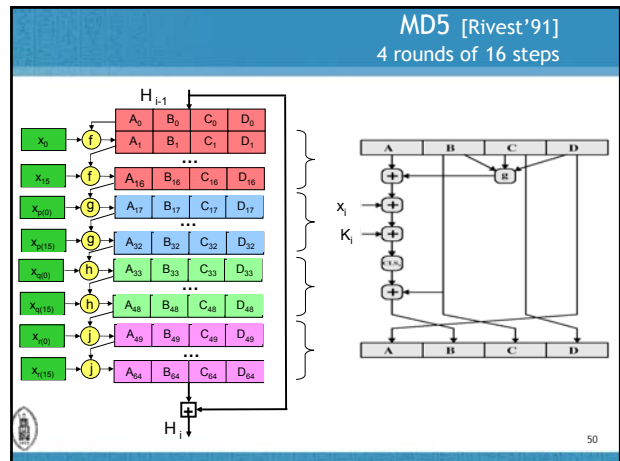 MD5 [Rivest’91]
4 rounds of 16 steps
H i-1
A0 B0 C0 D0
x0 f A1 B1 C1 D1
...
x15 f A16 B16 C16 D16
xp(0) g A17 B17 C17 D17
...
xp(15) g A32 B32 C32 D32
xq(0) h A33 B33 C33 D33
...
xq(15) h A48 B48 C48 D48
xr(0) j A49 B49 C49 D49
...
xr(15) j A64 B64 C64 D64
+
H i
A B C D
+ g
xi +
Ki +
CLSs
+
A B C D
50